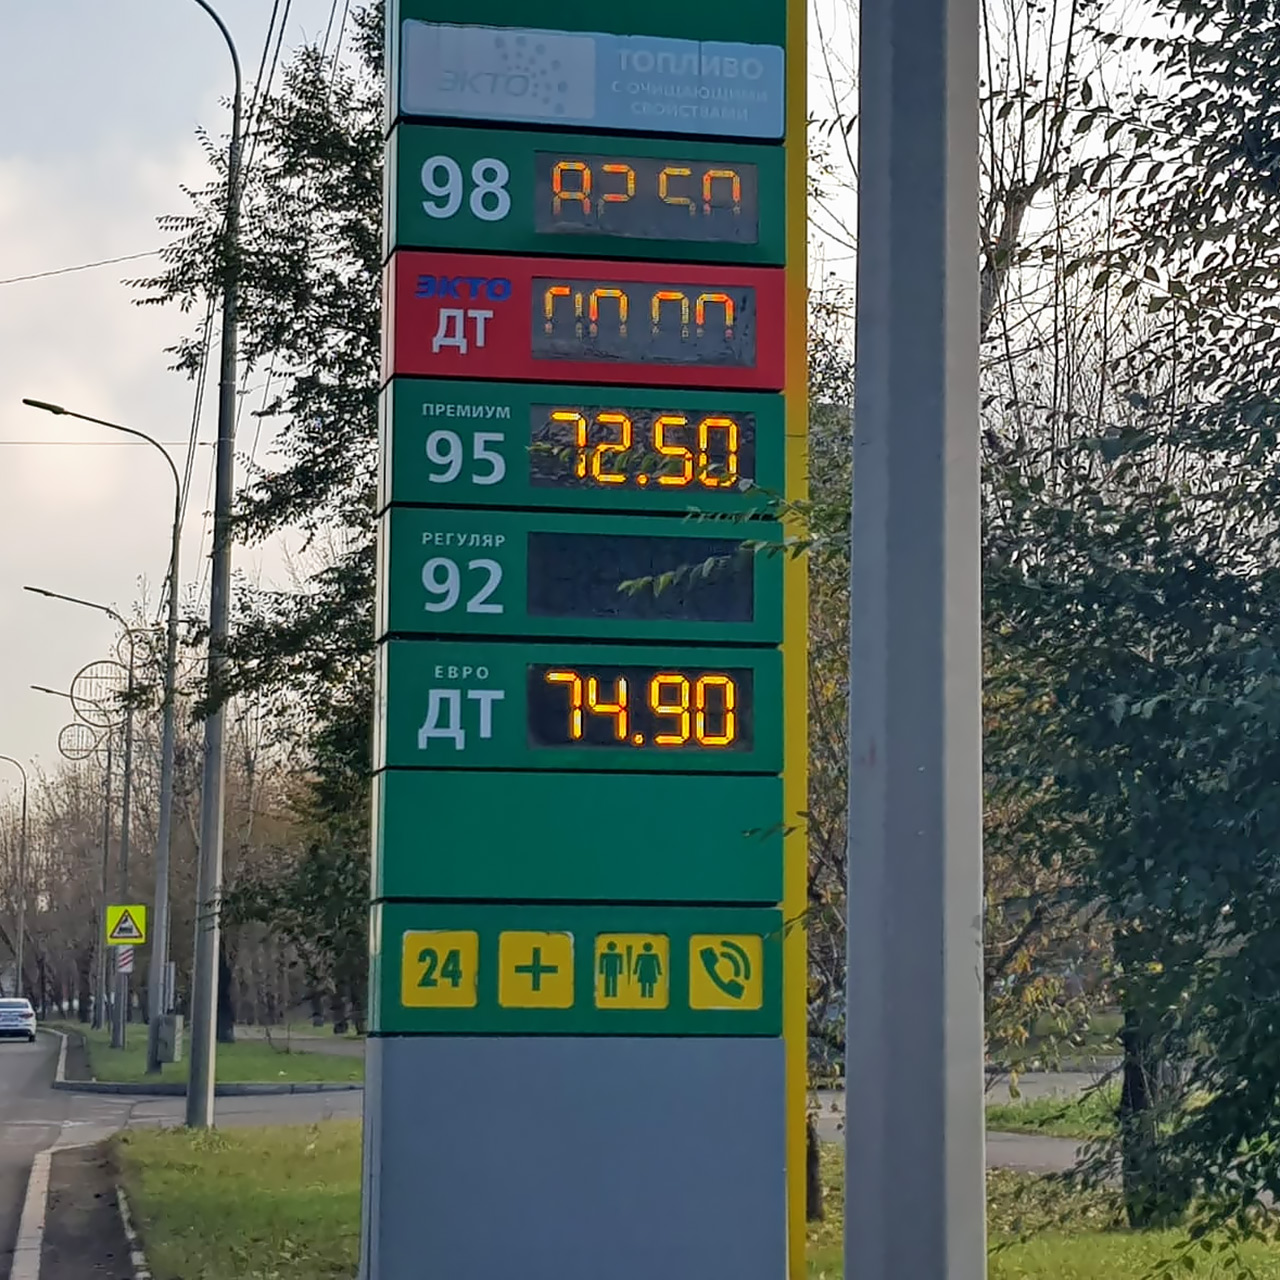 ЭКТО
ТОПЛИВО
С ОЧИЩАЮЩИМИ
СВОЙСТВАМИ
98
ЭКТО
ДТ
ПРЕМИУМ
95 72.50
РЕГУЛЯР
92
ЕВРО
ДТ 74.90
24